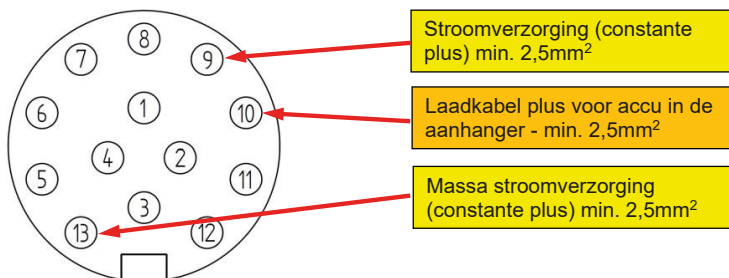 8
7
9
6
1
10
4
2
5
11
3
13
12
Stroomverzorging (constante
plus) min. 2,5mm²
Laadkabel plus voor accu in de
aanhanger - min. 2,5mm²
Massa stroomverzorging
(constante plus) min. 2,5mm²